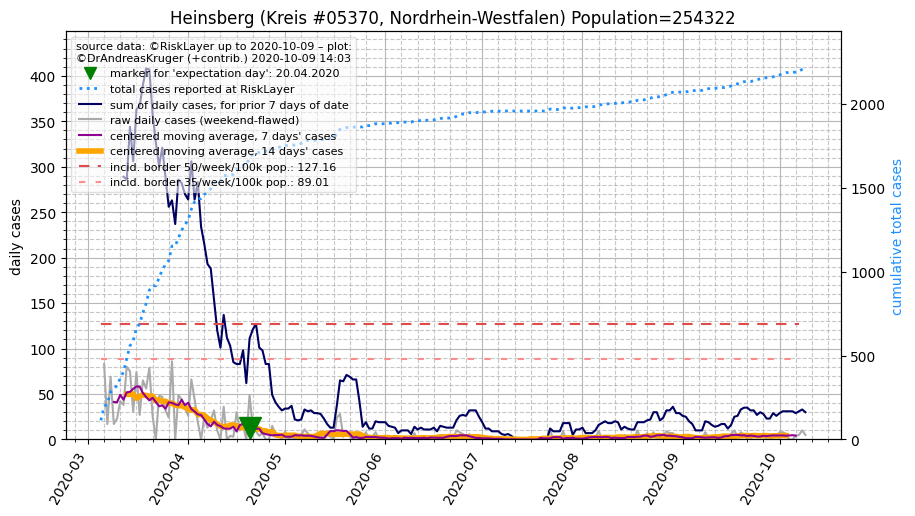 Heinsberg (Kreis #05370, Nordrhein-Westfalen) Population=254322
source data: ©RiskLayer up to 2020-10-09 – plot:
©DrAndreasKruger (+contrib.) 2020-10-09 14:03
marker for 'expectation day': 20.04.2020
total cases reported at RiskLayer
sum of daily cases, for prior 7 days of date
raw daily cases (weekend-flawed)
centered moving average, 7 days' cases
centered moving average, 14 days' cases
incid. border 50/week/100k pop.: 127.16
incid. border 35/week/100k pop.: 89.01
daily cases
400
350
300
250
200
150
100
50
0
cumulative total cases
2000
1500
1000
500
0
2020-03
2020-04
2020-05
2020-06
2020-07
2020-08
2020-09
2020-10